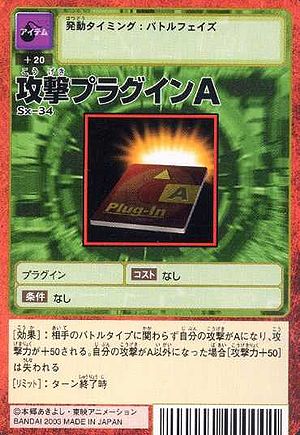 アイテム
発動タイミング：バトルフェイズ
+20
攻撃プラグインA
Sx-34
A
Plug-In
プラグイン
コスト なし
条件 なし
[効果]：相手のバトルタイプに関わらず自分の攻撃がAになり、攻
撃力が+50される。自分の攻撃がA以外になった場合[攻撃力+50]
は失われる
[リミット]：ターン終了時
©本郷あきよし・東映アニメーション
BANDAI 2003 MADE IN JAPAN